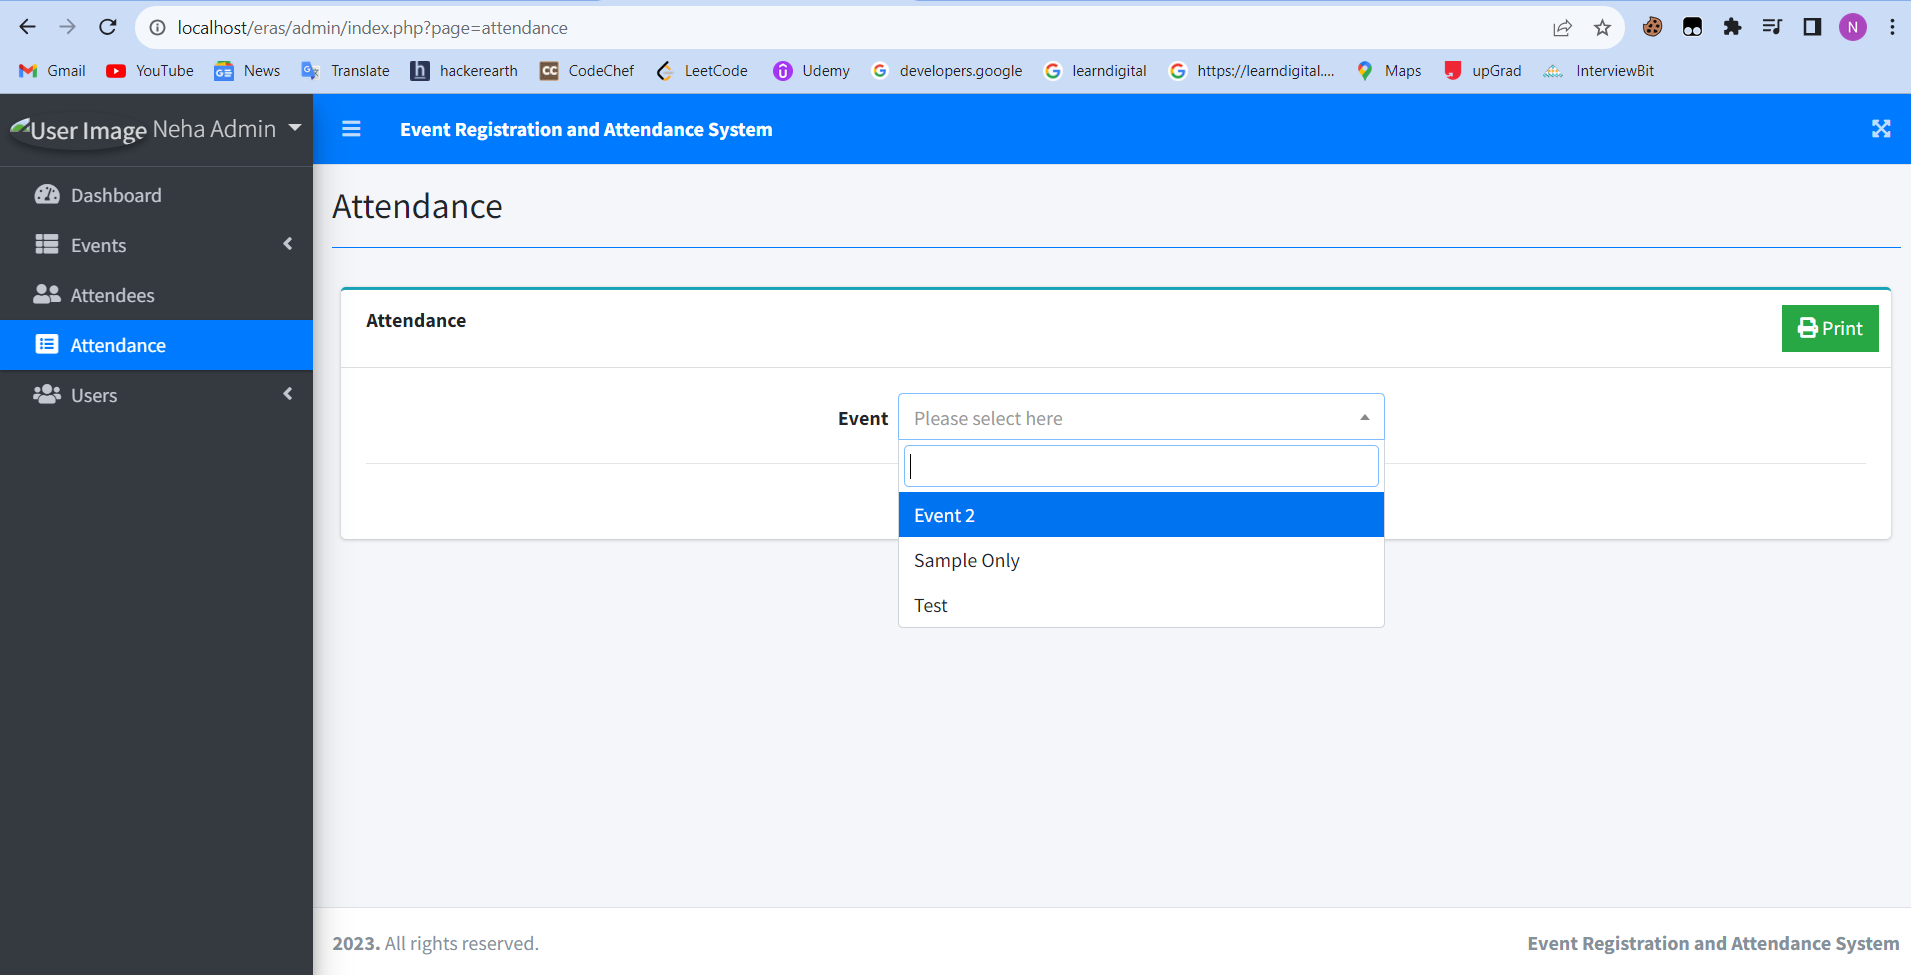 localhost/eras/admin/index.php?page=attendance
N
Gmail YouTube News Translate hackerearth CodeChef LeetCode Udemy developers.google learndigital https://learndigital.... Maps upGrad InterviewBit
User Image Neha Admin
Event Registration and Attendance System
Dashboard
Events
Attendees
Attendance
Users
Attendance
Attendance
Print
Event Please select here
Event 2
Sample Only
Test
2023. All rights reserved.
Event Registration and Attendance System